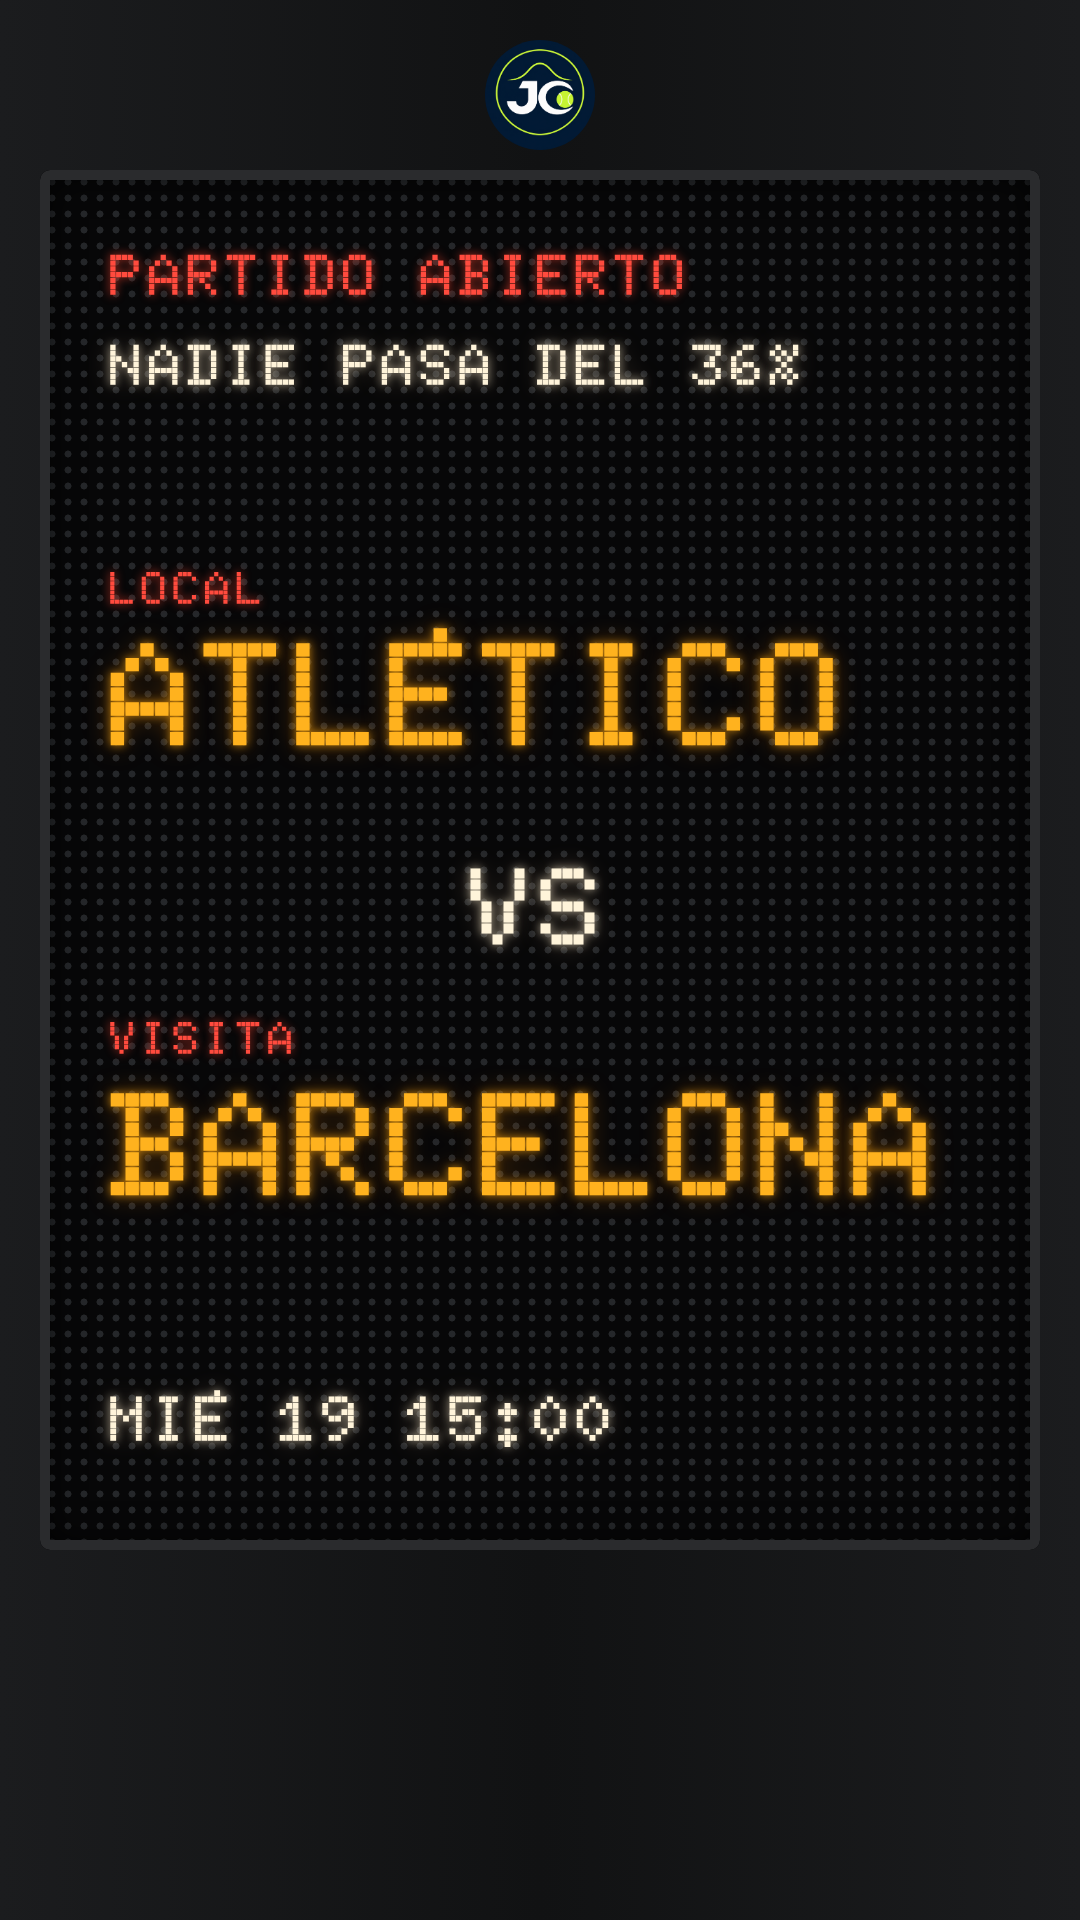 JC
PARTIDO ABIERTO
NADIE PASA DEL 36%
LOCAL
ATLÉTICO
VS
VISITA
BARCELONA
MIÉ 19 15:00